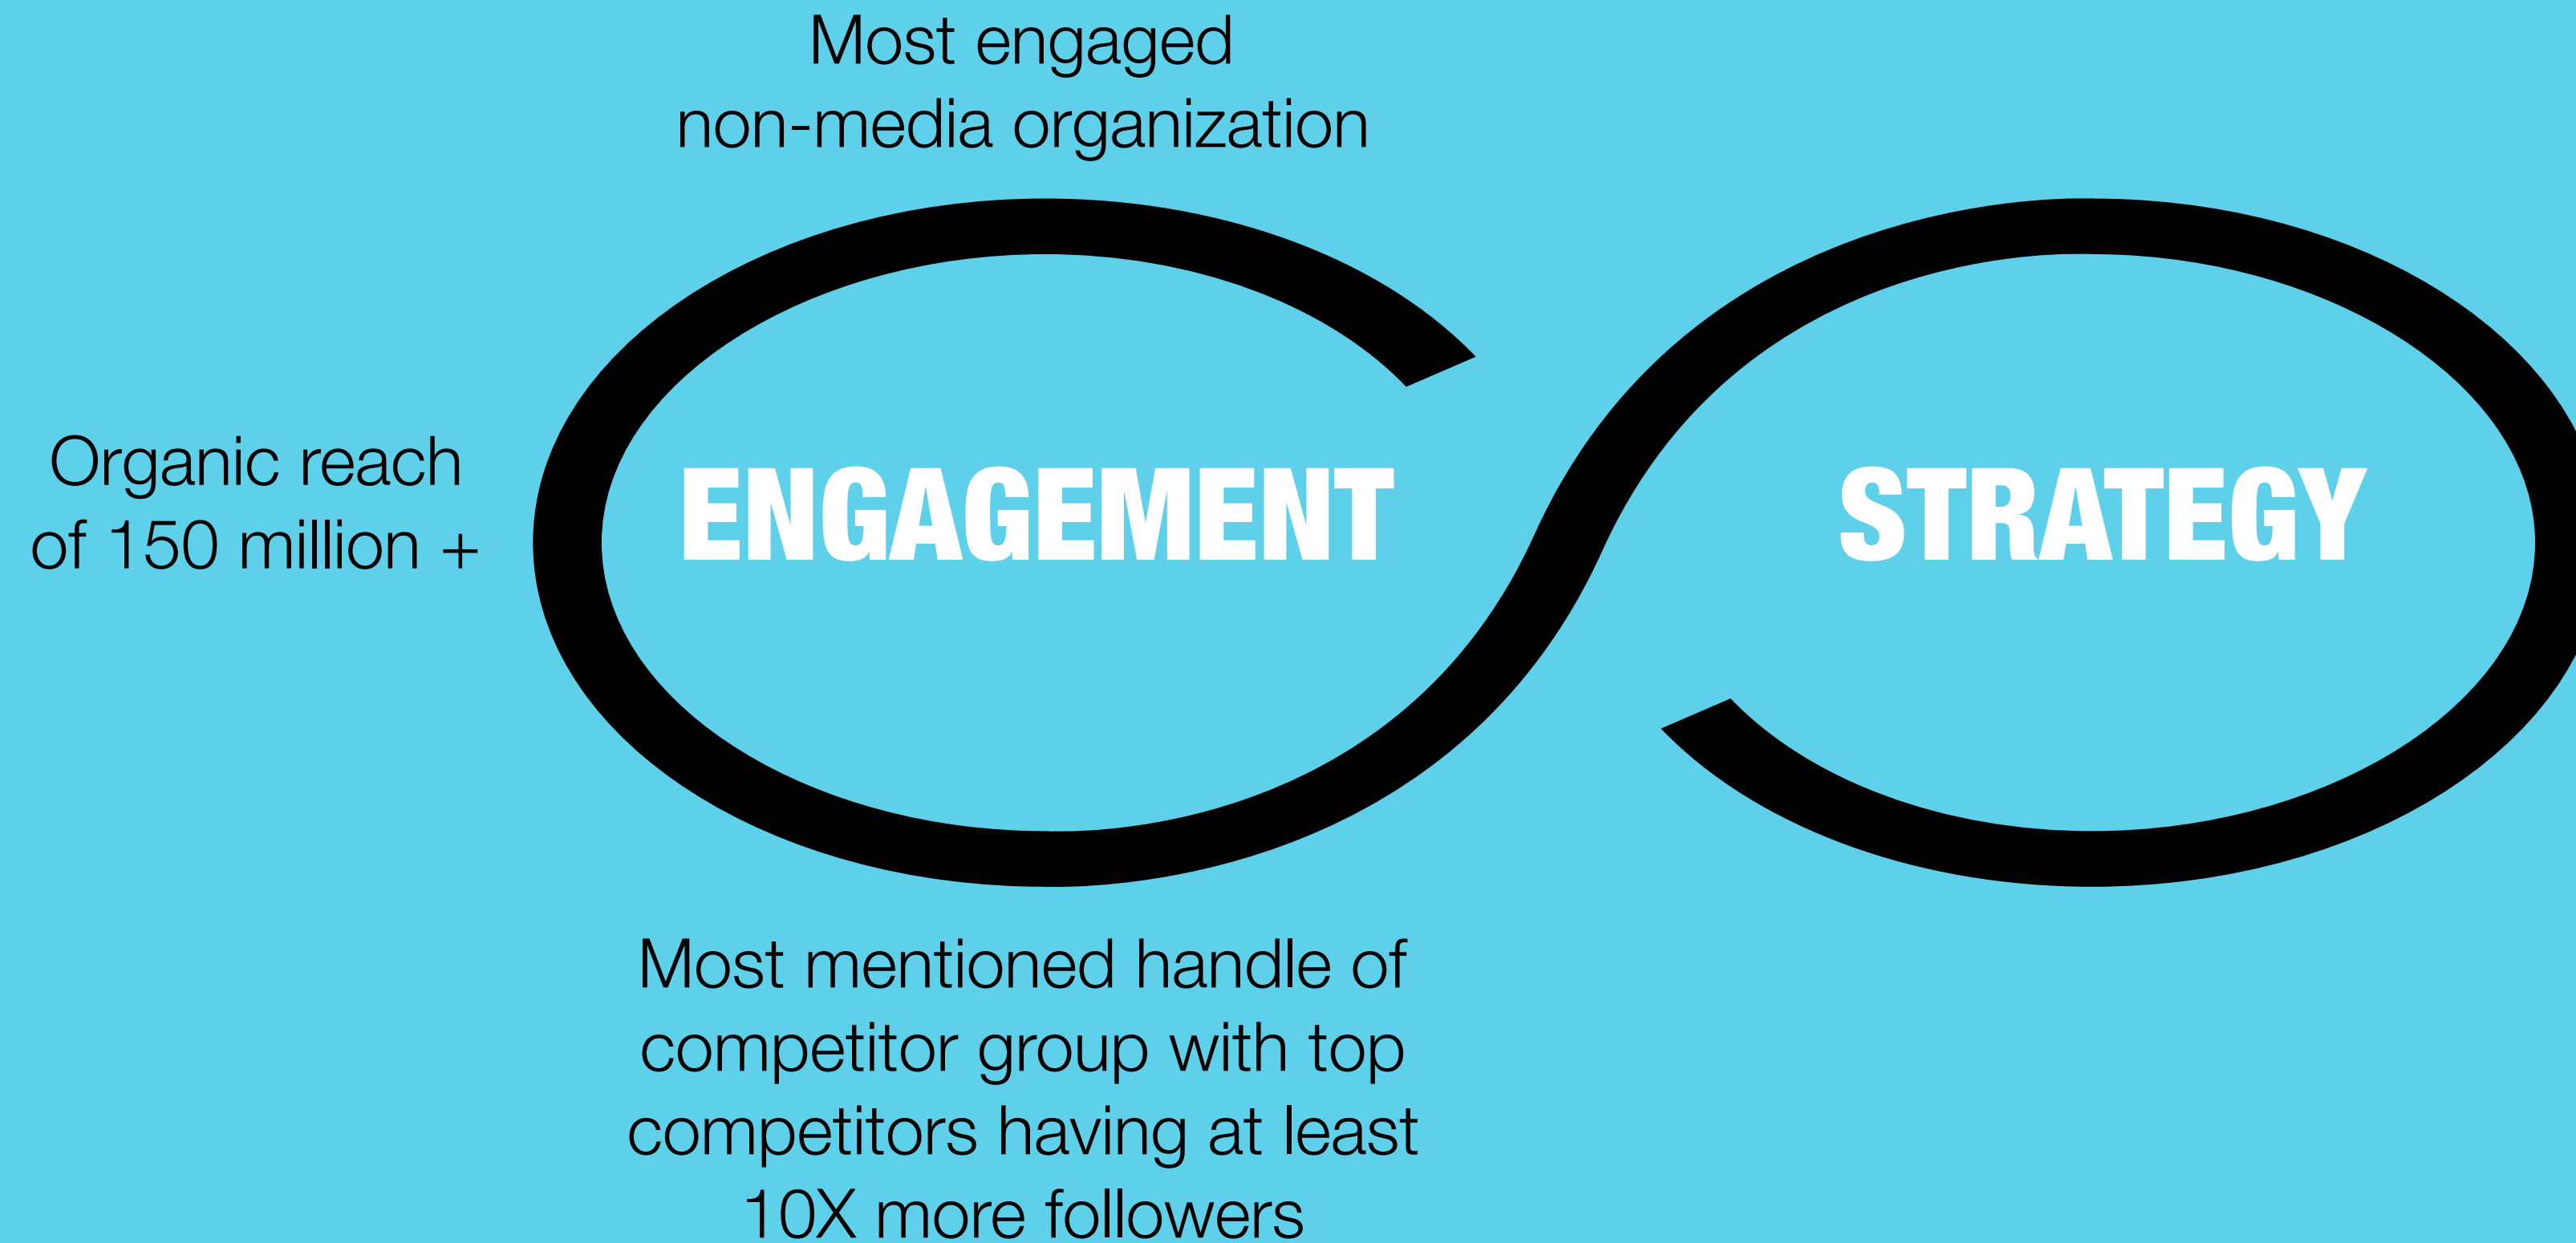 Most engaged
non-media organization
Organic reach
of 150 million +
ENGAGEMENT
STRATEGY
Most mentioned handle of
competitor group with top
competitors having at least
10X more followers